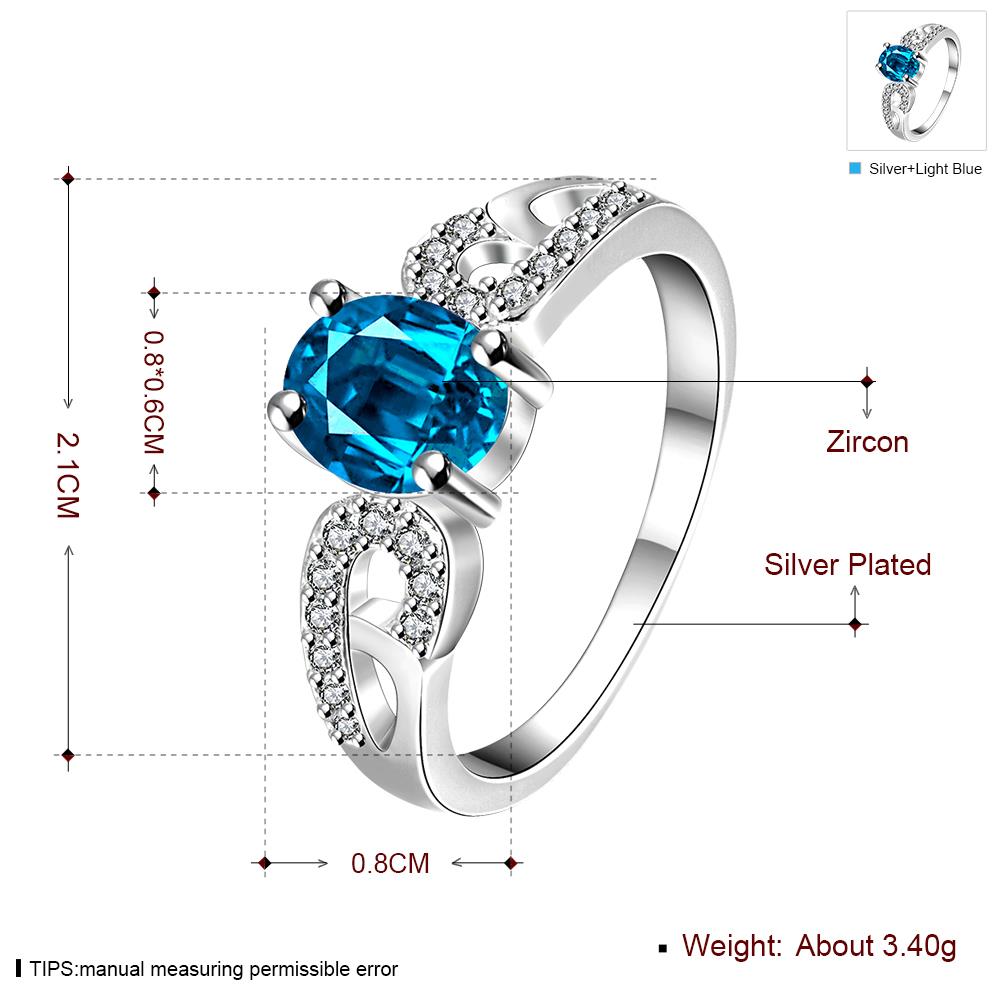 Silver+Light Blue
0.8*0.6CM
2.1CM
Zircon
Silver Plated
0.8CM
Weight: About 3.40g
TIPS:manual measuring permissible error